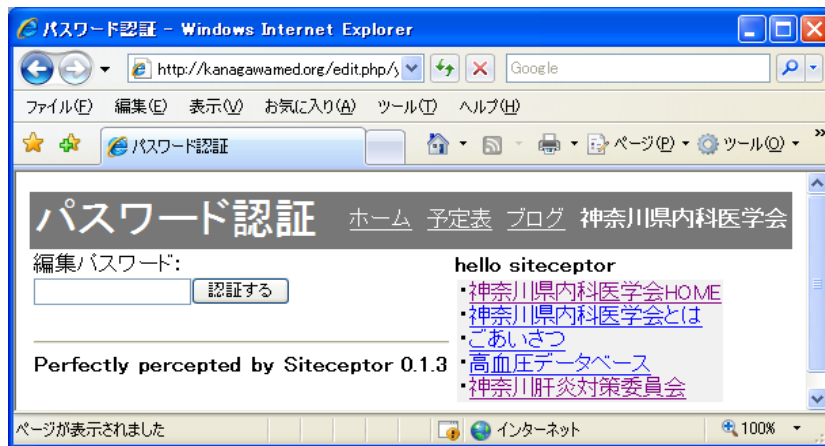 パスワード認証 - Windows Internet Explorer
http://kanagawamed.org/edit.php/y
Google
ファイル(F) 編集(E) 表示(V) お気に入り(A) ツール(T) ヘルプ(H)
パスワード認証
ページ(P) ツール(O)
パスワード認証 ホーム 予定表 ブログ 神奈川県内科医学会
編集パスワード:
認証する
Perfectly percepted by Siteceptor 0.1.3
hello siteceptor
・神奈川県内科医学会HOME
・神奈川県内科医学会とは
・ごあいさつ
・高血圧データベース
・神奈川肝炎対策委員会
ページが表示されました インターネット 100%